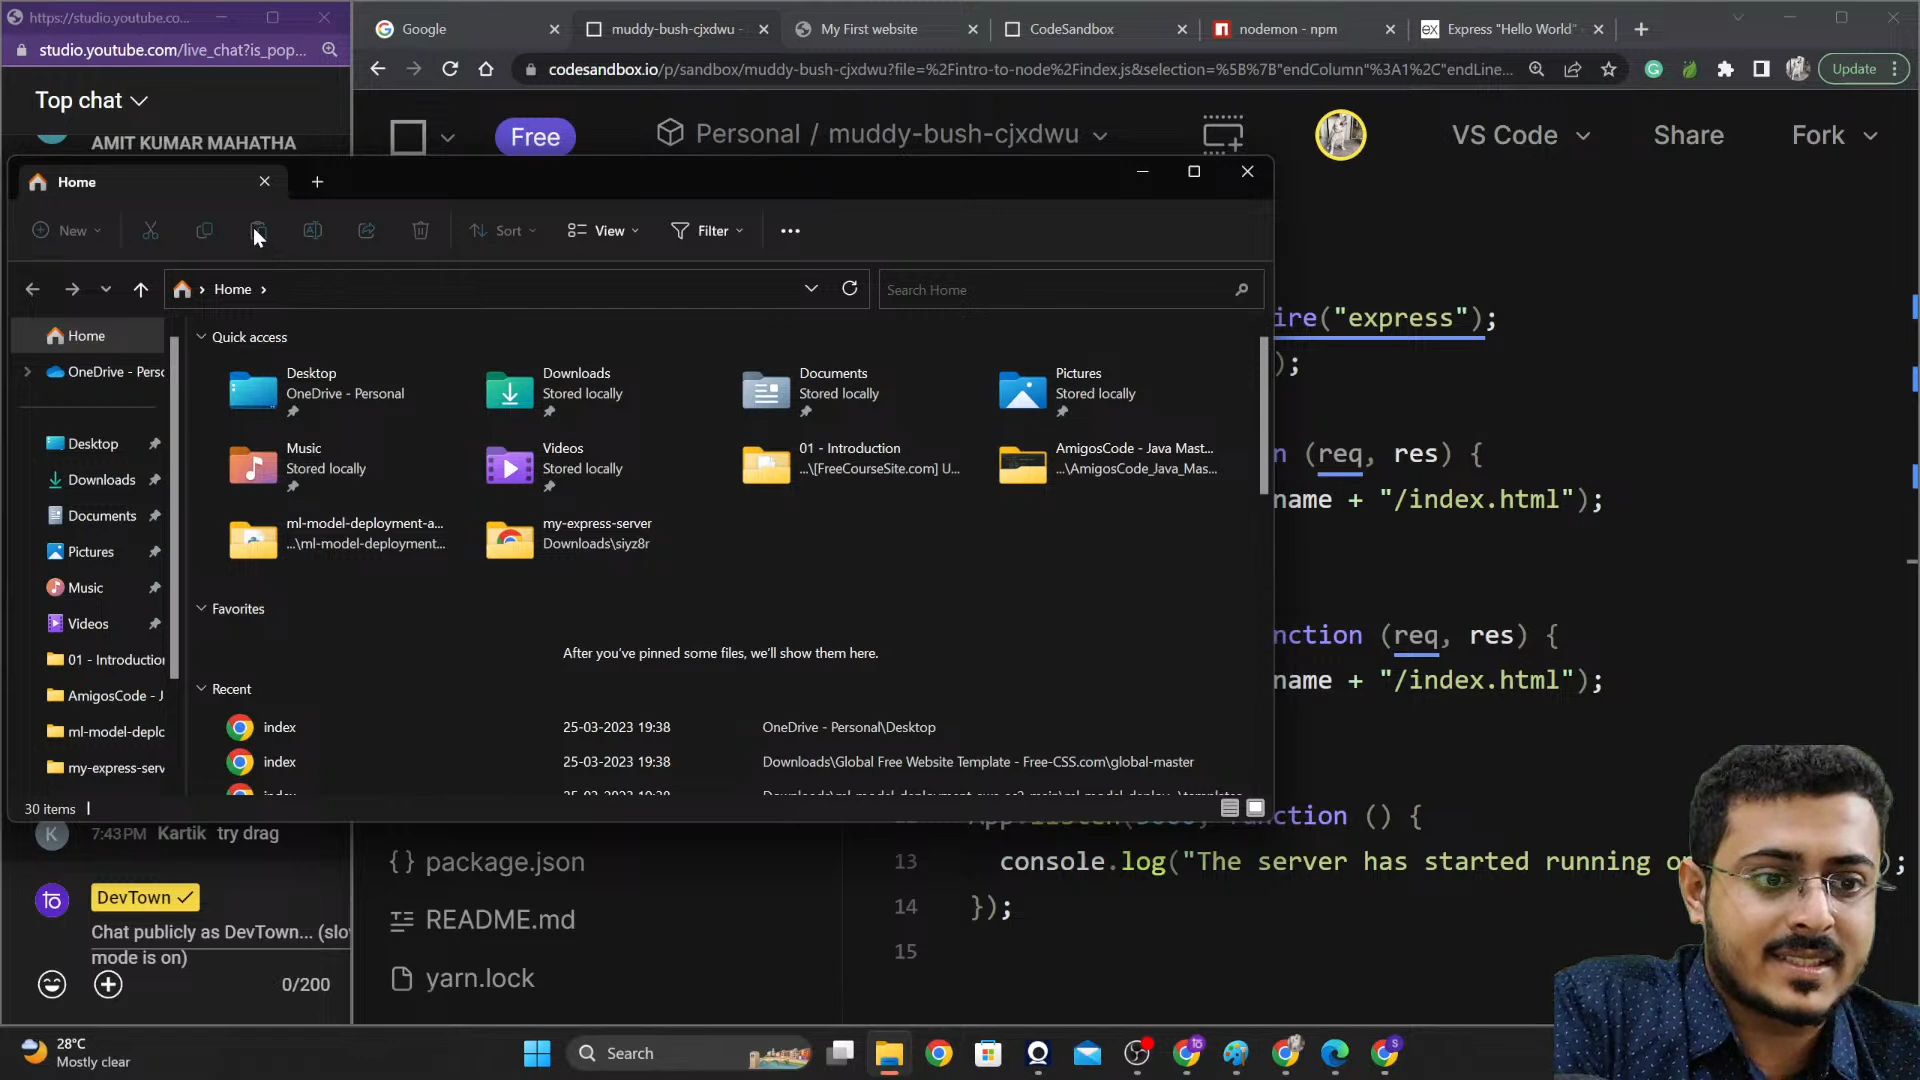 https://studio.youtube.co...
studio.youtube.com/live_chat?is_pop...
Top chat
AMIT KUMAR MAHATHA
Google
muddy-bush-cjxdwu -
My First website
CodeSandbox
nodemon - npm
Express "Hello World"
codesandbox.io/p/sandbox/muddy-bush-cjxdwu?file=%2Fintro-to-node%2Findex.js&selection=%5B%7B"endColumn"%3A1%2C"endLine...
Update
Free
Personal / muddy-bush-cjxdwu
VS Code
Share
Fork
Home
New
Sort
View
Filter
Home
Search Home
Home
OneDrive - Perso
Desktop
Downloads
Documents
Pictures
Music
Videos
01 - Introduction
AmigosCode - J
ml-model-deplo
my-express-serv
Quick access
Desktop
OneDrive - Personal
Downloads
Stored locally
Documents
Stored locally
Pictures
Stored locally
Music
Stored locally
Videos
Stored locally
01 - Introduction
...\[FreeCourseSite.com] U...
AmigosCode - Java Mast...
...\AmigosCode_Java_Mas...
ml-model-deployment-a...
...\ml-model-deployment...
my-express-server
Downloads\siyz8r
Favorites
After you've pinned some files, we'll show them here.
Recent
index 25-03-2023 19:38 OneDrive - Personal\Desktop
index 25-03-2023 19:38 Downloads\Global Free Website Template - Free-CSS.com\global-master
30 items
ire("express");
);
n (req, res) {
name + "/index.html");
nction (req, res) {
name + "/index.html");
nction () {
13 console.log("The server has started running o
);
14 });
15
package.json
README.md
yarn.lock
K
7:43 PM Kartik try drag
DevTown
Chat publicly as DevTown... (slo
mode is on)
0/200
28°C
Mostly clear
Search